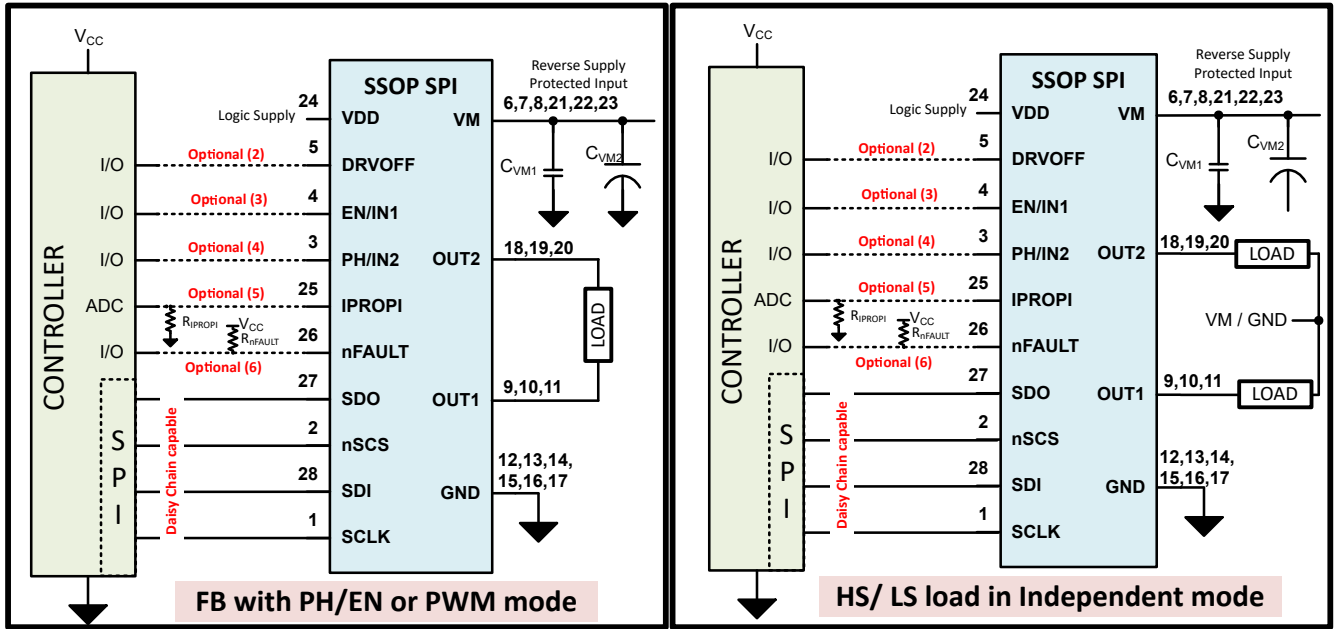 VCC
CONTROLLER
I/O
I/O
I/O
ADC
I/O
SPI
Logic Supply
Optional (2)
Optional (3)
Optional (4)
Optional (5)
RIPROPI
VCC
RnFAULT
Optional (6)
Daisy Chain capable
24
5
4
3
25
26
27
2
28
1
SSOP SPI
VDD
DRVOFF
EN/IN1
PH/IN2
IPROPI
nFAULT
SDO
nSCS
SDI
SCLK
VM
OUT2
OUT1
GND
Reverse Supply
Protected Input
6,7,8,21,22,23
CVM1
CVM2
18,19,20
LOAD
9,10,11
12,13,14,
15,16,17
FB with PH/EN or PWM mode
VCC
CONTROLLER
I/O
I/O
I/O
ADC
I/O
SPI
Logic Supply
Optional (2)
Optional (3)
Optional (4)
Optional (5)
RIPROPI
VCC
RnFAULT
Optional (6)
Daisy Chain capable
24
5
4
3
25
26
27
2
28
1
SSOP SPI
VDD
DRVOFF
EN/IN1
PH/IN2
IPROPI
nFAULT
SDO
nSCS
SDI
SCLK
VM
OUT2
OUT1
GND
Reverse Supply
Protected Input
6,7,8,21,22,23
CVM1
CVM2
18,19,20
LOAD
VM / GND
9,10,11
LOAD
12,13,14,
15,16,17
HS/ LS load in Independent mode